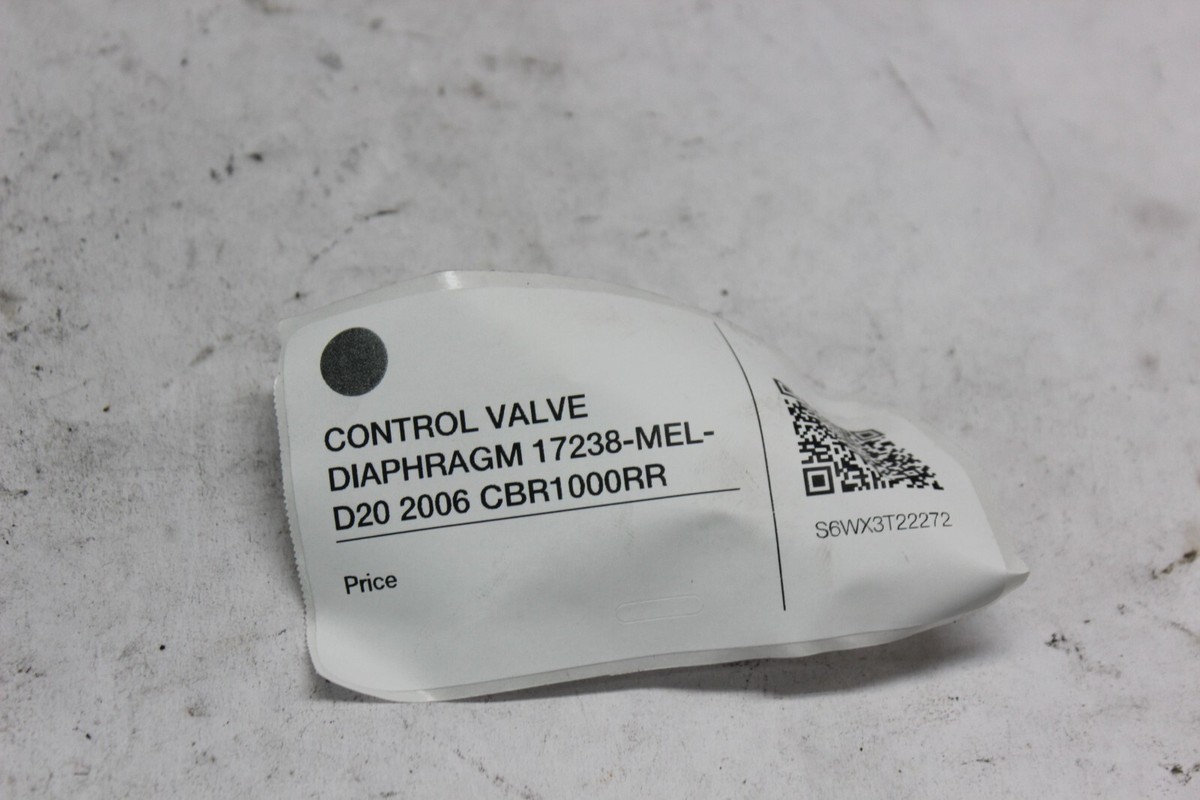 CONTROL VALVE
DIAPHRAGM 17238-MEL-
D20 2006 CBR1000RR
Price
S6WX3T22272